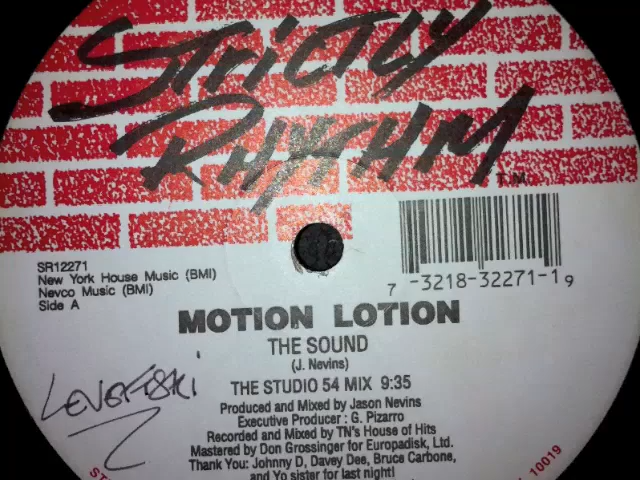 STRICTLY
RHYTHM
TM
SR12271
New York House Music (BMI)
Nevco Music (BMI)
Side A
7 -3218-32271-1 9
MOTION LOTION
THE SOUND
(J. Nevins)
THE STUDIO 54 MIX 9:35
Produced and Mixed by Jason Nevins
Executive Producer : G. Pizarro
Recorded and Mixed by TN's House of Hits
Mastered by Don Grossinger for Europadisk, Ltd.
Thank You: Johnny D, Davey Dee, Bruce Carbone,
and Yo sister for last night!
ST
10019